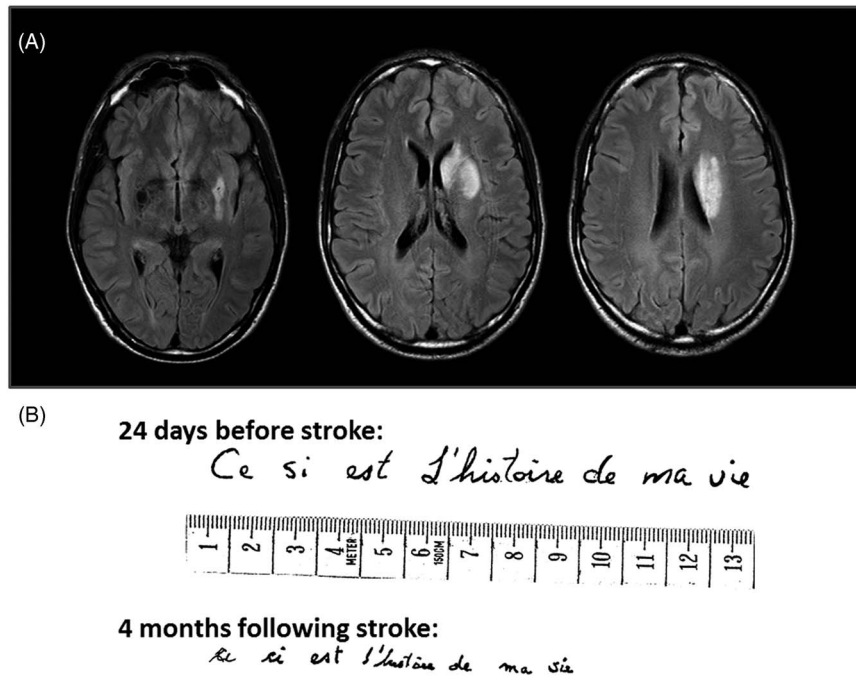 (A)
(B)
24 days before stroke:
Ce si est l'histoire de ma vie
1 2 3 4 METER 5 6 150CM 7 8 9 10 11 12 13
4 months following stroke:
Ce ci est l'histoire de ma vie